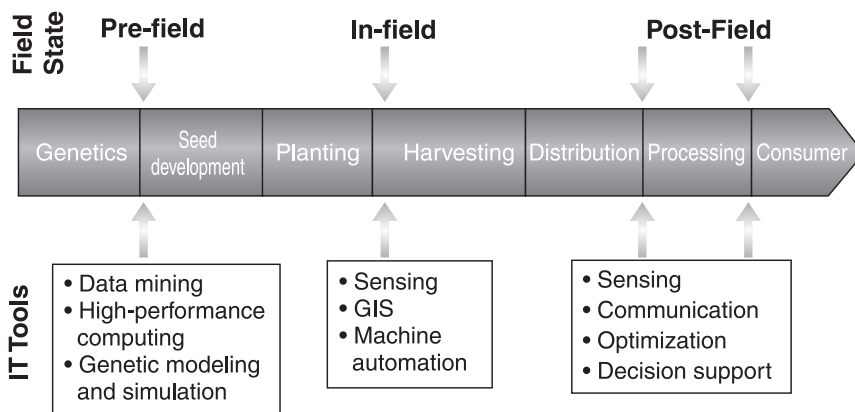 Field
State
Pre-field
In-field
Post-Field
Genetics
Seed
development
Planting
Harvesting
Distribution
Processing
Consumer
IT Tools
• Data mining
• High-performance
computing
• Genetic modeling
and simulation
• Sensing
• GIS
• Machine
automation
• Sensing
• Communication
• Optimization
• Decision support